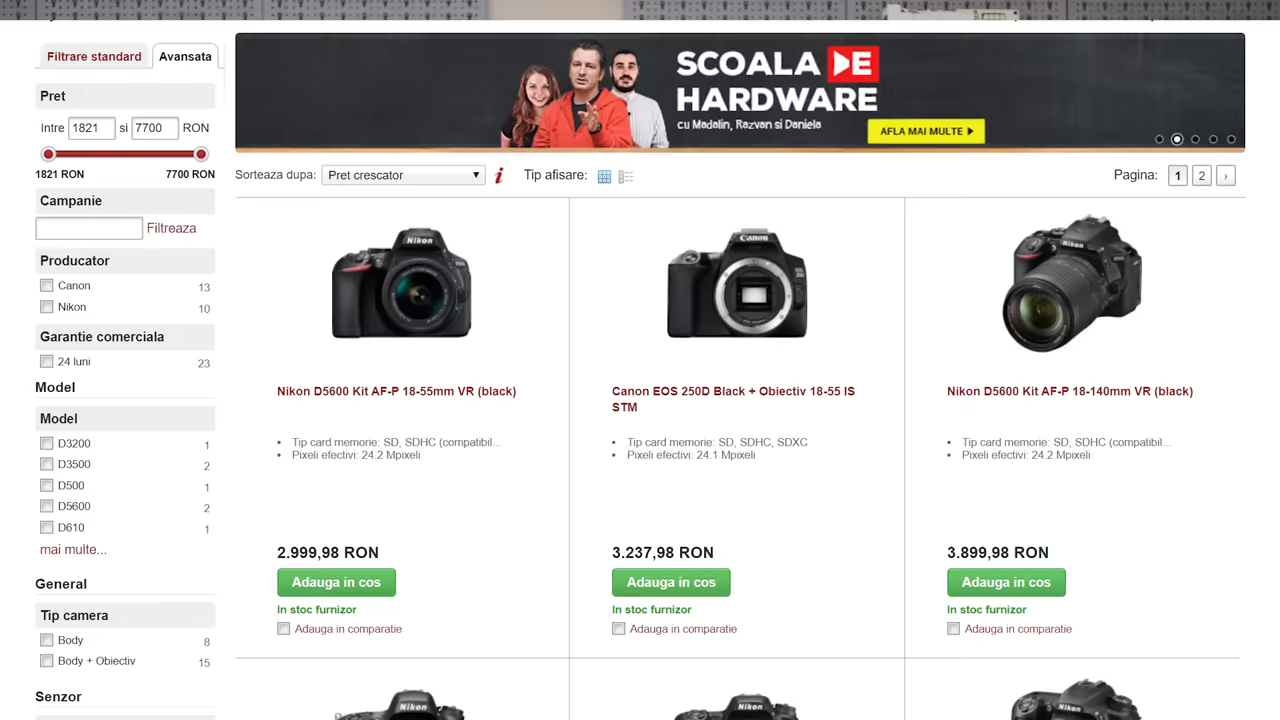 Filtrare standard
Avansata
Pret
Intre 1821 si 7700 RON
1821 RON 7700 RON
Campanie
Filtreaza
Producator
Canon 13
Nikon 10
Garantie comerciala
24 luni 23
Model
Model
D3200 1
D3500 2
D500 1
D5600 2
D610 1
mai multe...
General
Tip camera
Body 8
Body + Obiectiv 15
Senzor
SCOALA DE
HARDWARE
cu Madalin, Razvan si Daniela
AFLA MAI MULTE
Sorteaza dupa: Pret crescator
Tip afisare:
Pagina: 1 2 ›
Nikon
Nikon D5600 Kit AF-P 18-55mm VR (black)
Tip card memorie: SD, SDHC (compatibil...
Pixeli efectivi: 24.2 Mpixeli
2.999,98 RON
Adauga in cos
In stoc furnizor
Adauga in comparatie
Canon
Canon EOS 250D Black + Obiectiv 18-55 IS
STM
Tip card memorie: SD, SDHC, SDXC
Pixeli efectivi: 24.1 Mpixeli
3.237,98 RON
Adauga in cos
In stoc furnizor
Adauga in comparatie
Nikon
Nikon D5600 Kit AF-P 18-140mm VR (black)
Tip card memorie: SD, SDHC (compatibil...
Pixeli efectivi: 24.2 Mpixeli
3.899,98 RON
Adauga in cos
In stoc furnizor
Adauga in comparatie
Nikon
Nikon
Nikon